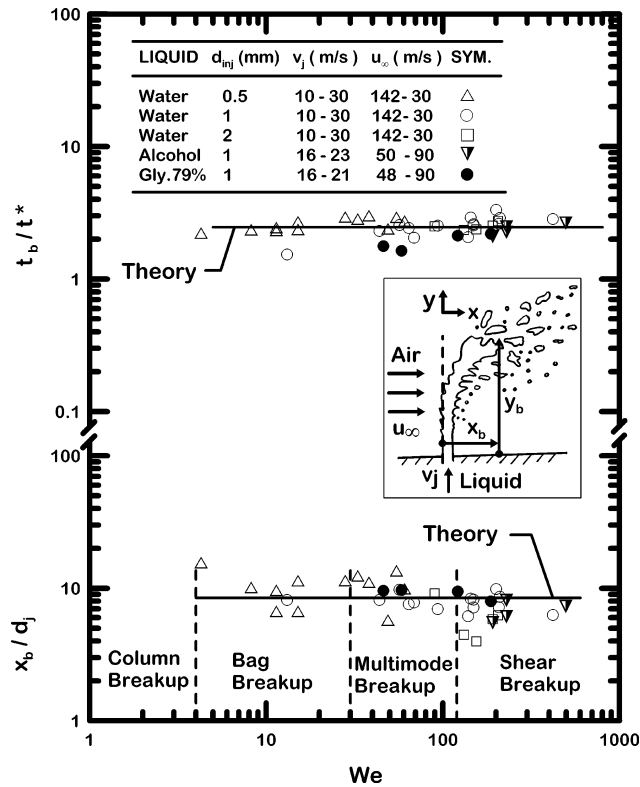 100
LIQUID d_inj (mm) v_j ( m/s ) u_∞ ( m/s ) SYM.
Water 0.5 10 - 30 142 - 30 △
Water 1 10 - 30 142 - 30 ○
Water 2 10 - 30 142 - 30 □
Alcohol 1 16 - 23 50 - 90 ▼
Gly.79% 1 16 - 21 48 - 90 ●
10
t_b / t*
Theory
1
y
x
Air
u_∞
x_b
y_b
v_j
Liquid
0.1
100
Theory
10
x_b / d_j
Column
Breakup
Bag
Breakup
Multimode
Breakup
Shear
Breakup
1
1 10 100 1000
We